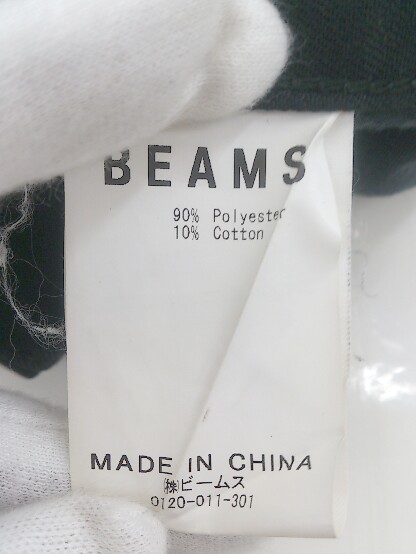 BEAMS
90% Polyester
10% Cotton
MADE IN CHINA
㈱ビームス
0120-011-301